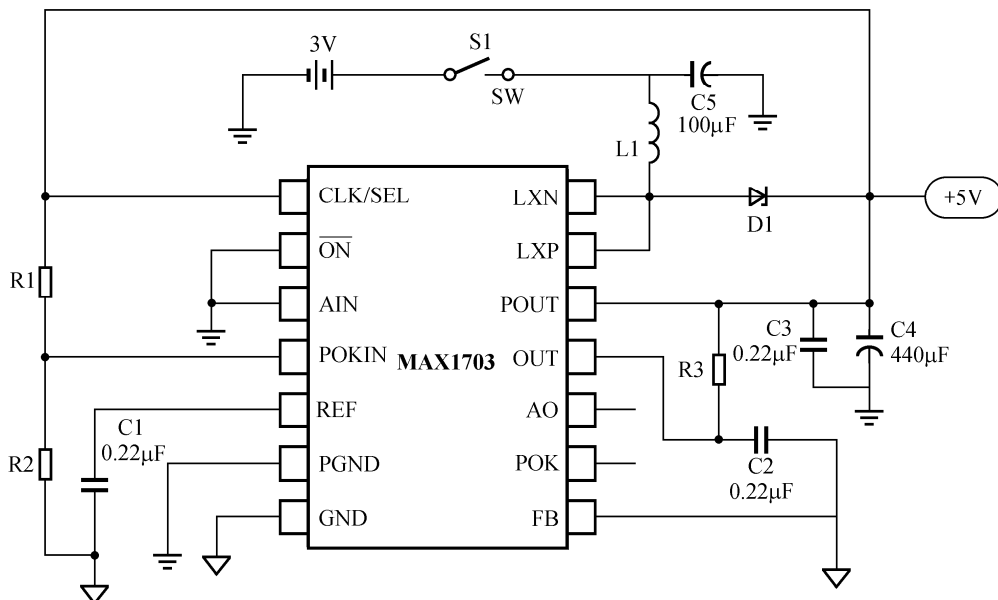 3V
S1
SW
C5
100μF
L1
CLK/SEL
LXN
+5V
D1
ON
LXP
R1
AIN
POUT
C3
0.22μF
C4
440μF
POKIN
MAX1703
OUT
R3
REF
AO
C1
0.22μF
R2
PGND
POK
C2
0.22μF
GND
FB